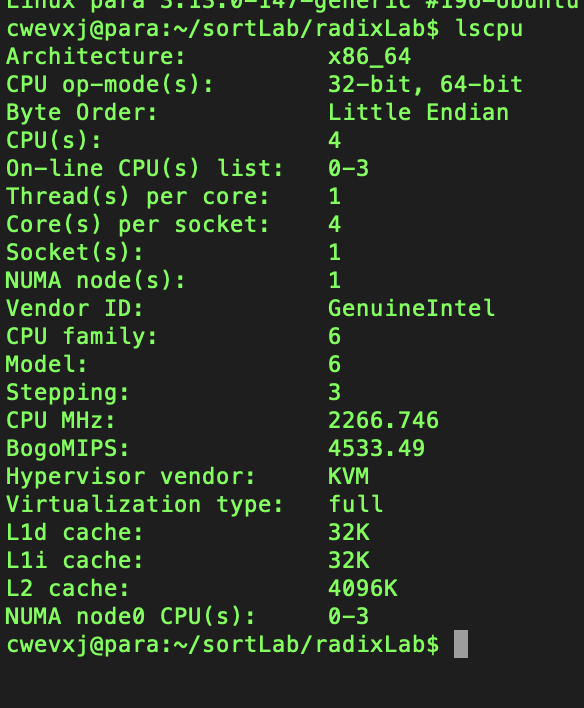 Linux para 3.13.0-147-generic #196-Ubuntu
cwevxj@para:~/sortLab/radixLab$ lscpu
Architecture:          x86_64
CPU op-mode(s):        32-bit, 64-bit
Byte Order:            Little Endian
CPU(s):                4
On-line CPU(s) list:   0-3
Thread(s) per core:    1
Core(s) per socket:    4
Socket(s):             1
NUMA node(s):          1
Vendor ID:             GenuineIntel
CPU family:            6
Model:                 6
Stepping:              3
CPU MHz:               2266.746
BogoMIPS:              4533.49
Hypervisor vendor:     KVM
Virtualization type:   full
L1d cache:             32K
L1i cache:             32K
L2 cache:              4096K
NUMA node0 CPU(s):     0-3
cwevxj@para:~/sortLab/radixLab$